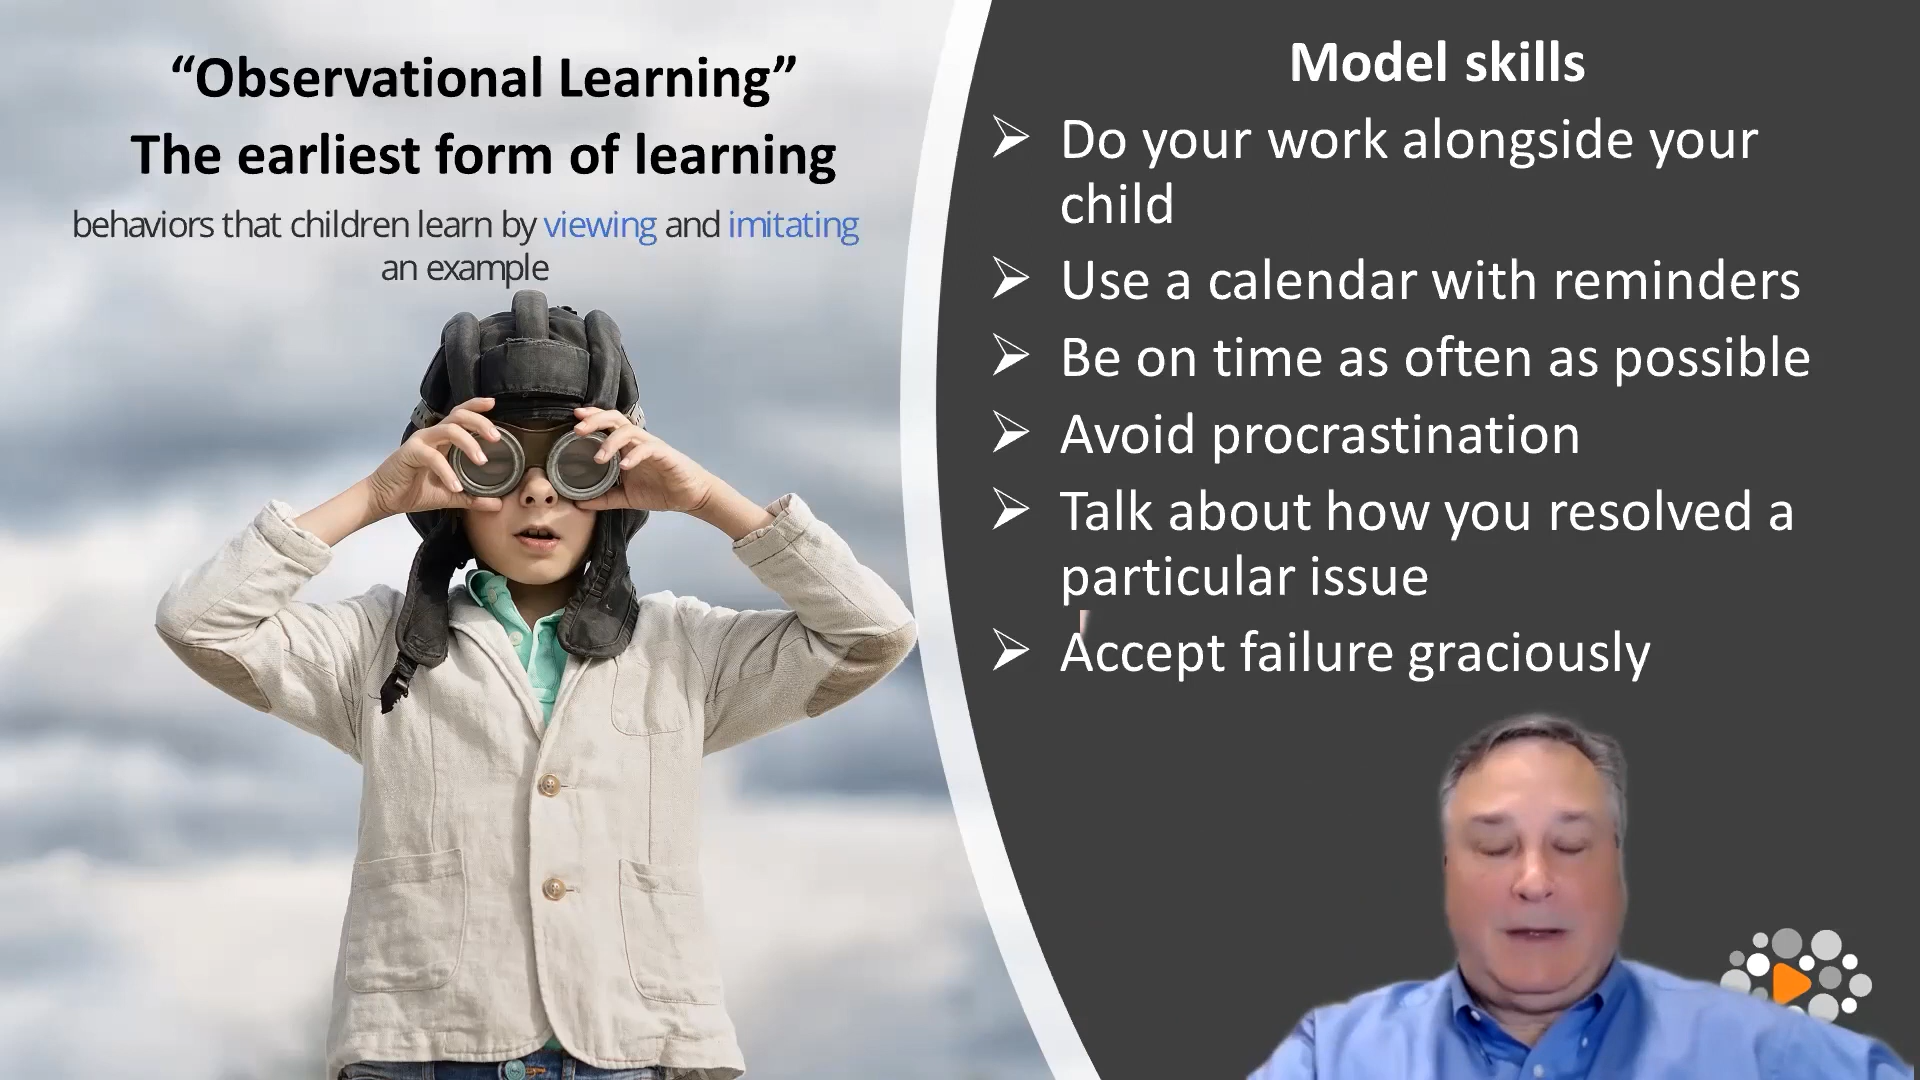 “Observational Learning”
The earliest form of learning
behaviors that children learn by viewing and imitating
an example
Model skills
➢ Do your work alongside your
child
➢ Use a calendar with reminders
➢ Be on time as often as possible
➢ Avoid procrastination
➢ Talk about how you resolved a
particular issue
➢ Accept failure graciously